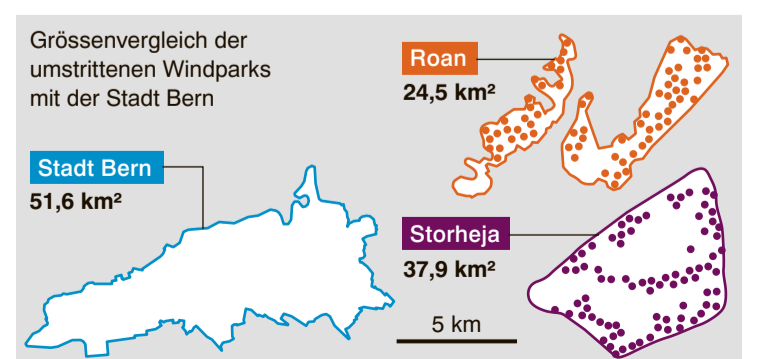 Grössenvergleich der
umstrittenen Windparks
mit der Stadt Bern
Stadt Bern
51,6 km²
Roan
24,5 km²
Storheja
37,9 km²
5 km